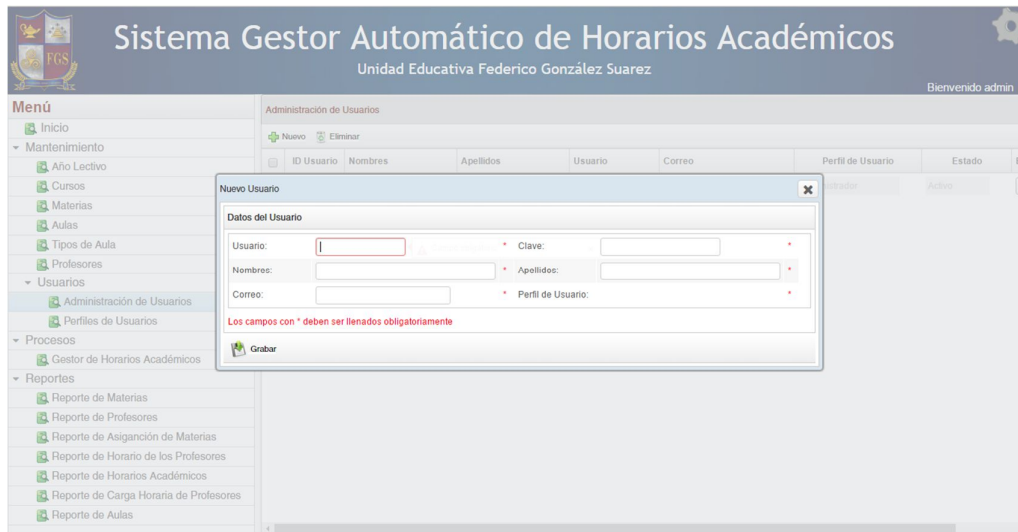 FGS
Sistema Gestor Automático de Horarios Académicos
Unidad Educativa Federico González Suarez
Bienvenido admin
Menú
Inicio
Mantenimiento
Año Lectivo
Cursos
Materias
Aulas
Tipos de Aula
Profesores
Usuarios
Administración de Usuarios
Perfiles de Usuarios
Procesos
Gestor de Horarios Académicos
Reportes
Reporte de Materias
Reporte de Profesores
Reporte de Asiganción de Materias
Reporte de Horario de los Profesores
Reporte de Horarios Académicos
Reporte de Carga Horaria de Profesores
Reporte de Aulas
Administración de Usuarios
Nuevo Eliminar
ID Usuario Nombres Apellidos Usuario Correo Perfil de Usuario Estado
Activo
Nuevo Usuario
Datos del Usuario
Usuario: * Clave: *
Nombres: * Apellidos: *
Correo: * Perfil de Usuario: *
Los campos con * deben ser llenados obligatoriamente
Grabar